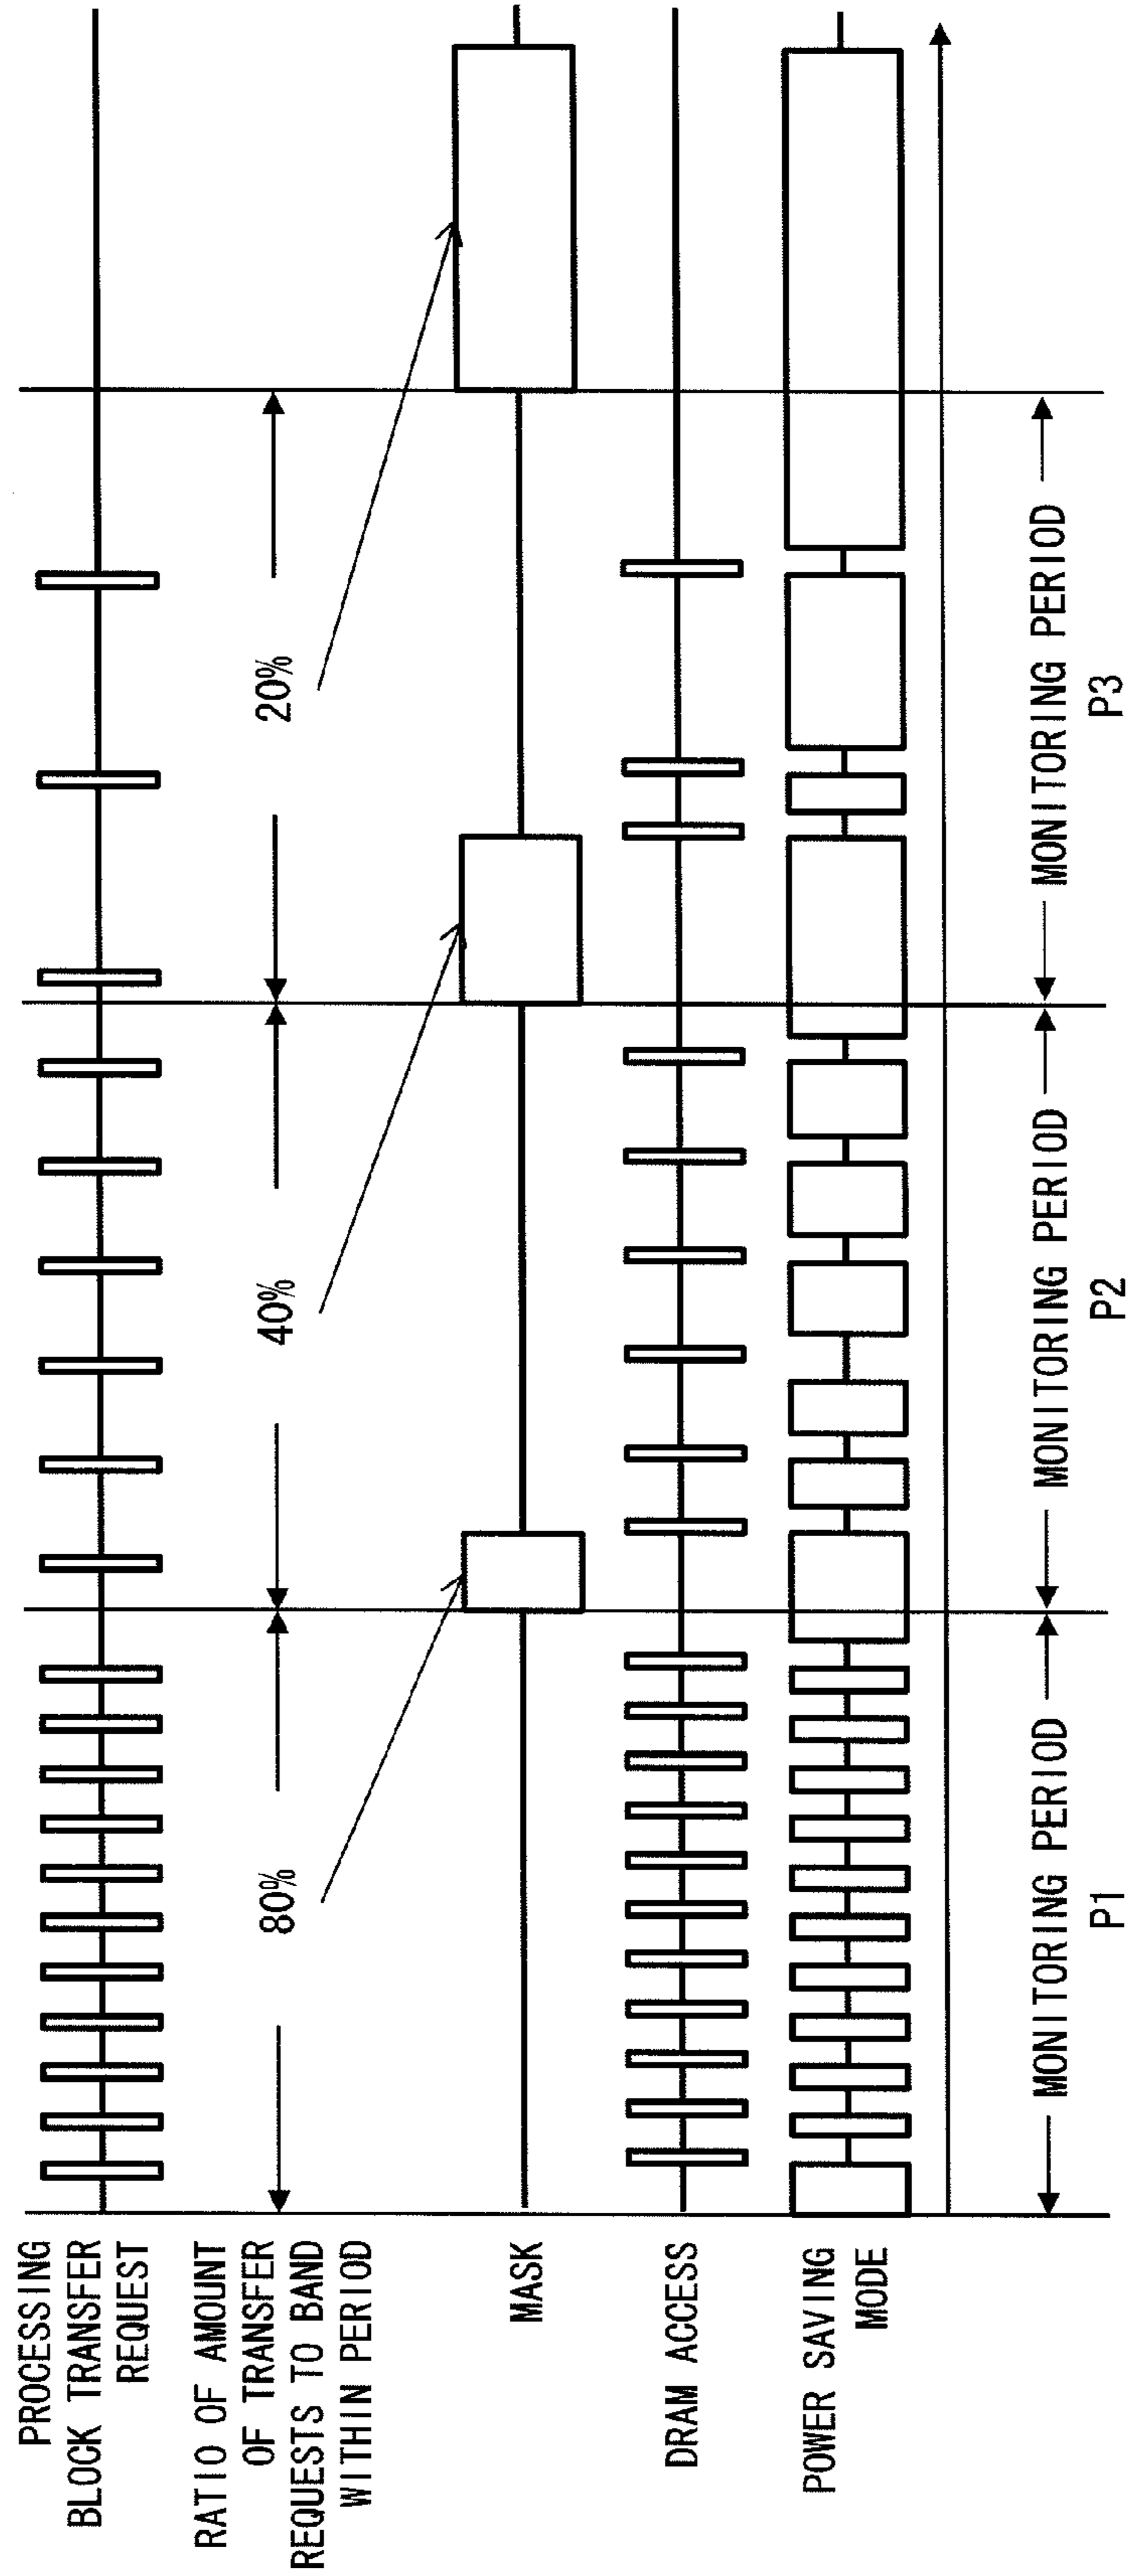 PROCESSING
BLOCK TRANSFER
REQUEST
RATIO OF AMOUNT
OF TRANSFER
REQUESTS TO BAND
WITHIN PERIOD
80%
40%
20%
MASK
DRAM ACCESS
POWER SAVING
MODE
MONITORING PERIOD
P1
MONITORING PERIOD
P2
MONITORING PERIOD
P3